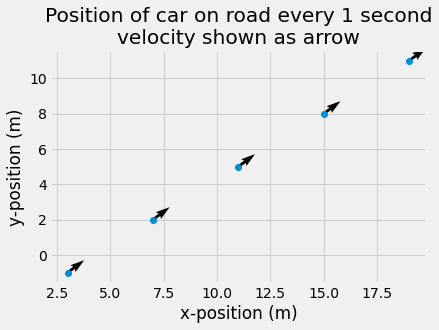 Position of car on road every 1 second
velocity shown as arrow
10
8
6
4
2
0
y-position (m)
2.5 5.0 7.5 10.0 12.5 15.0 17.5
x-position (m)